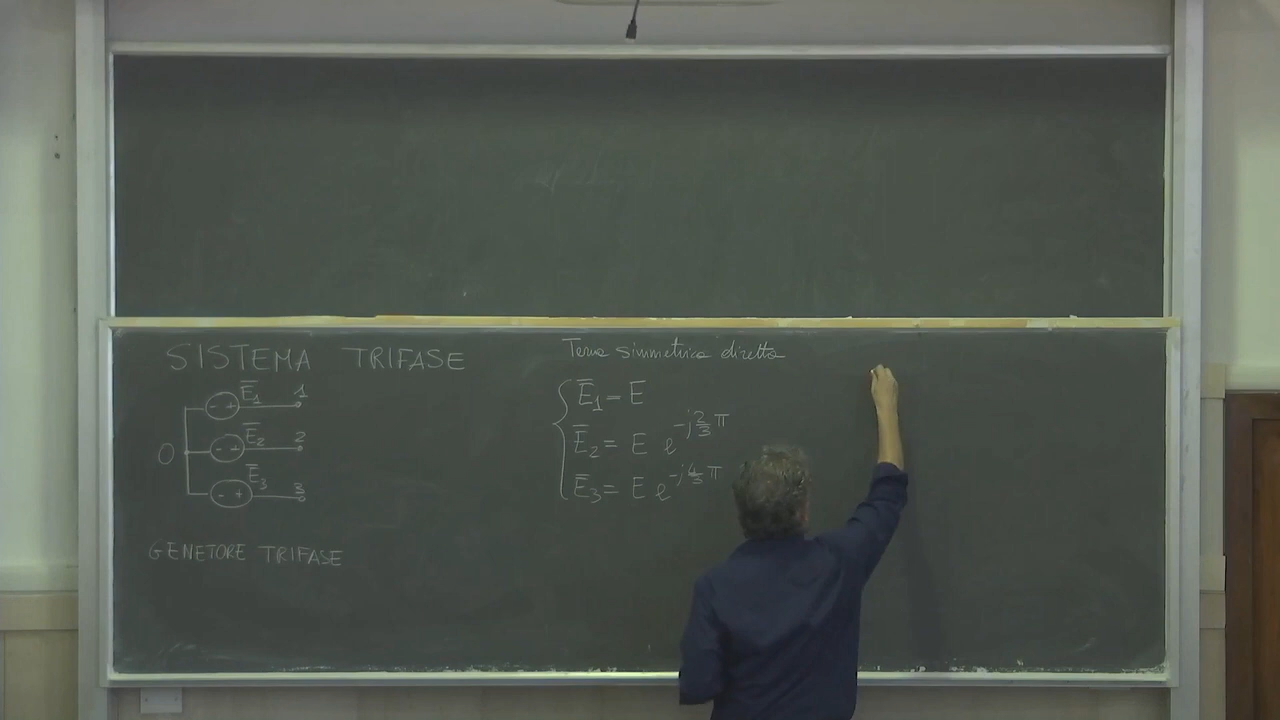 SISTEMA TRIFASE
E̅₁ 1
0 E̅₂ 2
E̅₃ 3
GENETORE TRIFASE
Terna simmetrica diretta
E̅₁ = E
E̅₂ = E e^{-j 2/3 π}
E̅₃ = E e^{-j 4/3 π}